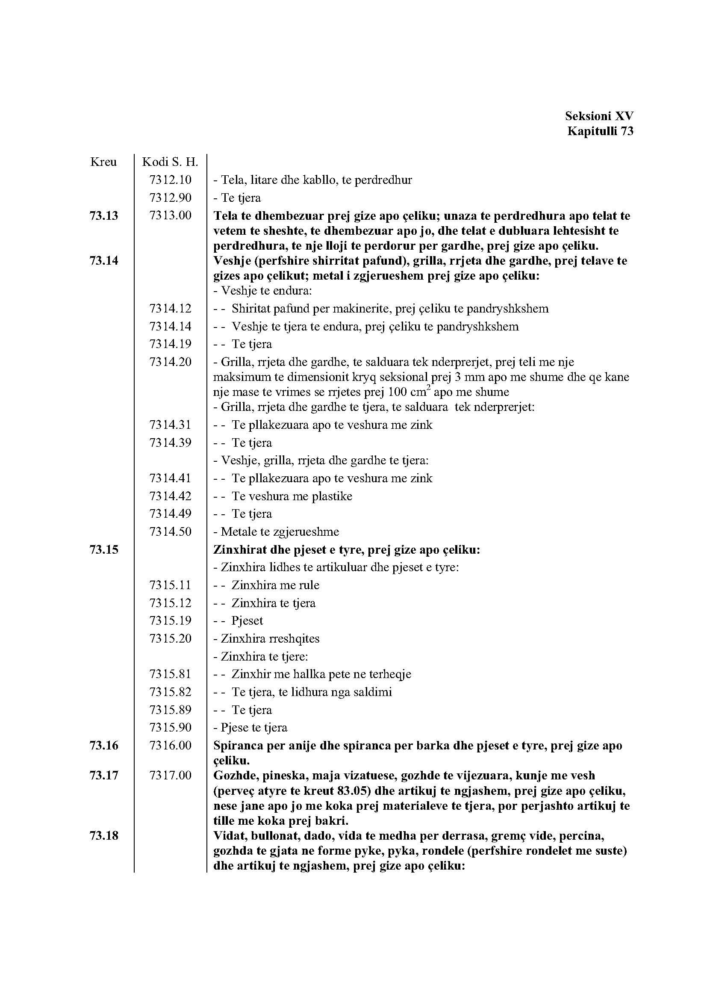 Seksioni XV
Kapitulli 73
Kreu Kodi S. H.
7312.10 - Tela, litare dhe kabllo, te perdredhur
7312.90 - Te tjera
73.13 7313.00 Tela te dhembezuar prej gize apo çeliku; unaza te perdredhura apo telat te
vetem te sheshte, te dhembezuar apo jo, dhe telat e dubluara lehtesisht te
perdredhura, te nje lloji te perdorur per gardhe, prej gize apo çeliku.
73.14 Veshje (perfshire shirritat pafund), grilla, rrjeta dhe gardhe, prej telave te
gizes apo çelikut; metal i zgjerueshem prej gize apo çeliku:
- Veshje te endura:
7314.12 - - Shiritat pafund per makinerite, prej çeliku te pandryshkshem
7314.14 - - Veshje te tjera te endura, prej çeliku te pandryshkshem
7314.19 - - Te tjera
7314.20 - Grilla, rrjeta dhe gardhe, te salduara tek nderprerjet, prej teli me nje
maksimum te dimensionit kryq seksional prej 3 mm apo me shume dhe qe kane
nje mase te vrimes se rrjetes prej 100 cm² apo me shume
- Grilla, rrjeta dhe gardhe te tjera, te salduara tek nderprerjet:
7314.31 - - Te pllakezuara apo te veshura me zink
7314.39 - - Te tjera
- Veshje, grilla, rrjeta dhe gardhe te tjera:
7314.41 - - Te pllakezuara apo te veshura me zink
7314.42 - - Te veshura me plastike
7314.49 - - Te tjera
7314.50 - Metale te zgjerueshme
73.15 Zinxhirat dhe pjeset e tyre, prej gize apo çeliku:
- Zinxhira lidhes te artikuluar dhe pjeset e tyre:
7315.11 - - Zinxhira me rule
7315.12 - - Zinxhira te tjera
7315.19 - - Pjeset
7315.20 - Zinxhira rreshqites
- Zinxhira te tjere:
7315.81 - - Zinxhir me hallka pete ne terheqje
7315.82 - - Te tjera, te lidhura nga saldimi
7315.89 - - Te tjera
7315.90 - Pjese te tjera
73.16 7316.00 Spiranca per anije dhe spiranca per barka dhe pjeset e tyre, prej gize apo
çeliku.
73.17 7317.00 Gozhde, pineska, maja vizatuese, gozhde te vijezuara, kunje me vesh
(perveç atyre te kreut 83.05) dhe artikuj te ngjashem, prej gize apo çeliku,
nese jane apo jo me koka prej materialeve te tjera, por perjashto artikuj te
tille me koka prej bakri.
73.18 Vidat, bullonat, dado, vida te medha per derrasa, gremç vide, percina,
gozhda te gjata ne forme pyke, pyka, rondele (perfshire rondelet me suste)
dhe artikuj te ngjashem, prej gize apo çeliku: